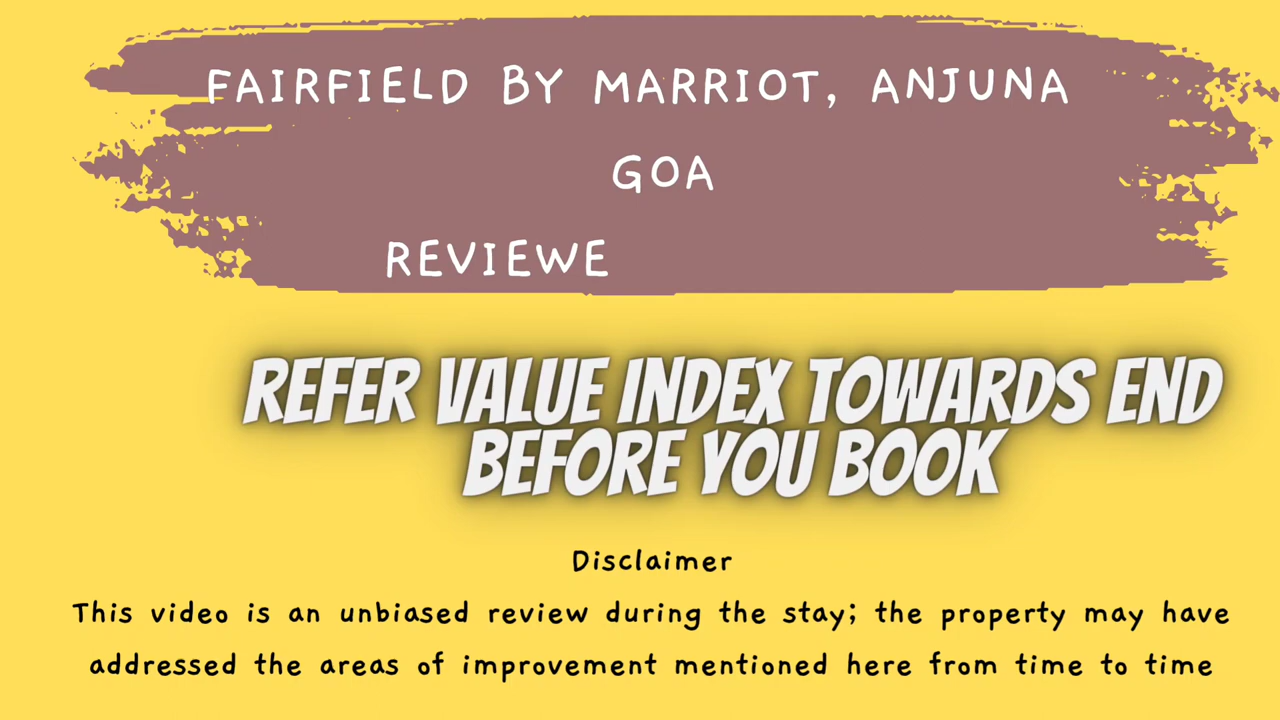 FAIRFIELD BY MARRIOT, ANJUNA
GOA
REVIEWE
REFER VALUE INDEX TOWARDS END
BEFORE YOU BOOK
Disclaimer
This video is an unbiased review during the stay; the property may have
addressed the areas of improvement mentioned here from time to time